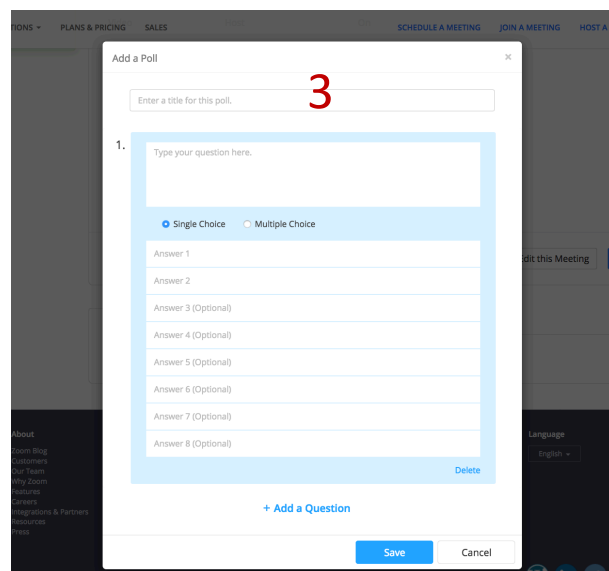 TIONS PLANS & PRICING SALES SCHEDULE A MEETING JOIN A MEETING HOST A
Add a Poll ×
Enter a title for this poll.
3
1.
Type your question here.
Single Choice Multiple Choice
Answer 1
Answer 2
Answer 3 (Optional)
Answer 4 (Optional)
Answer 5 (Optional)
Answer 6 (Optional)
Answer 7 (Optional)
Answer 8 (Optional)
Delete
+ Add a Question
Save Cancel
Edit this Meeting
About
Zoom Blog
Customers
Our Team
Why Zoom
Features
Careers
Integrations & Partners
Resources
Press
Language
English